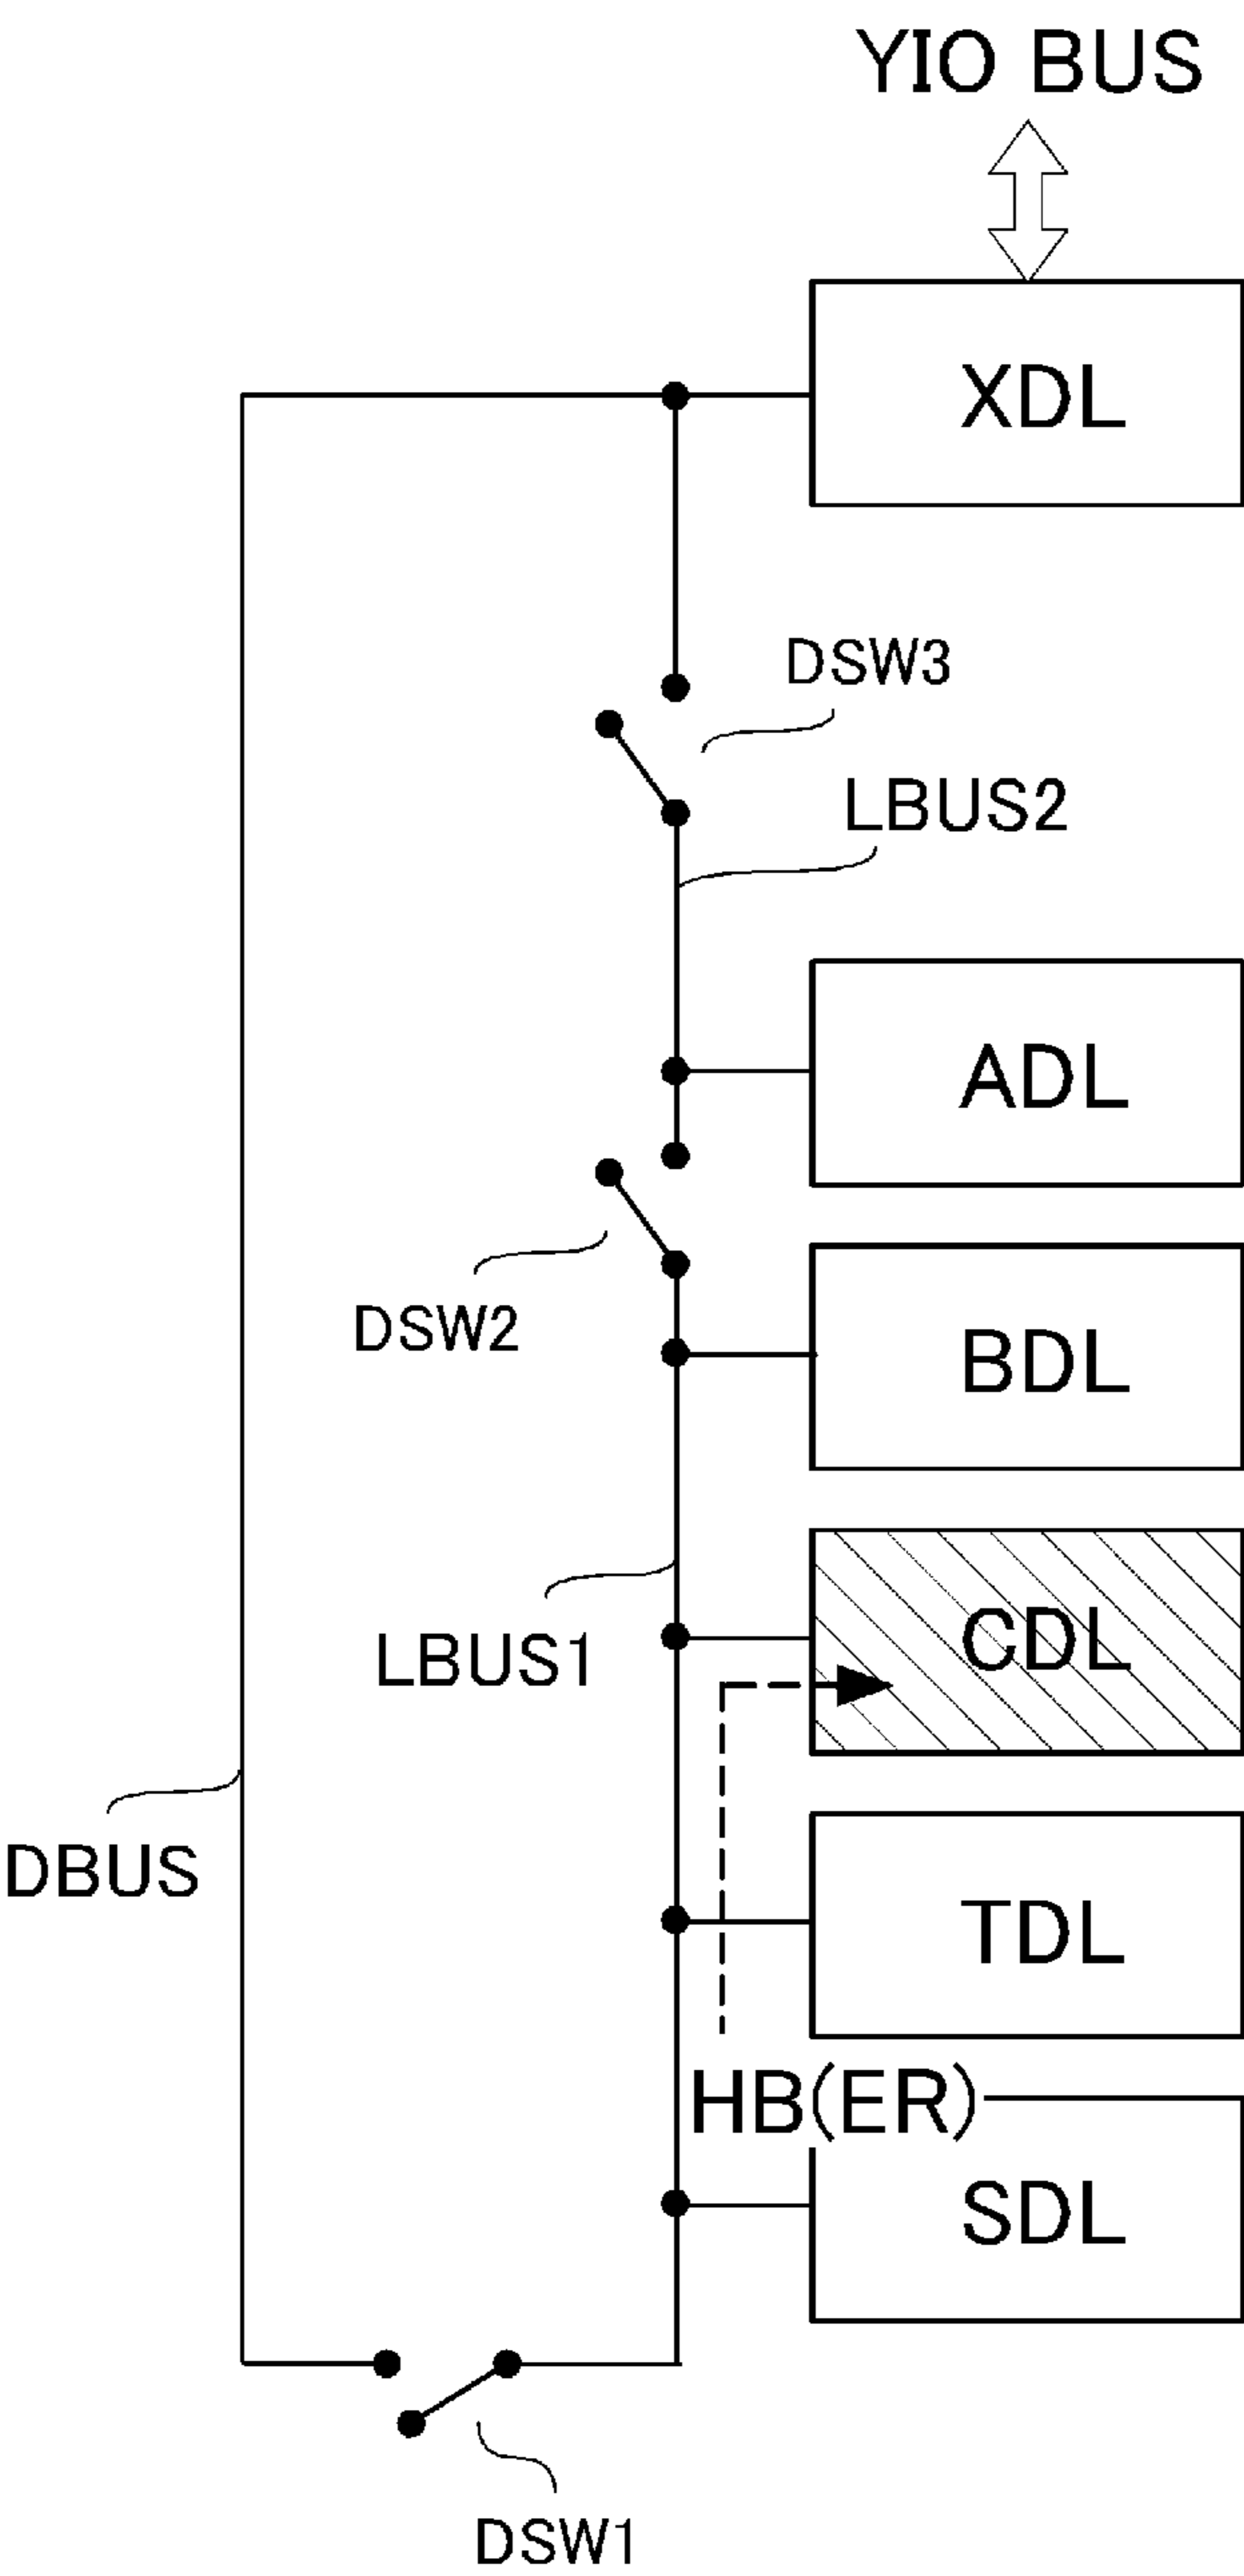 YIO BUS
XDL
DSW3
LBUS2
ADL
DSW2
BDL
CDL
LBUS1
DBUS
TDL
HB(ER)
SDL
DSW1